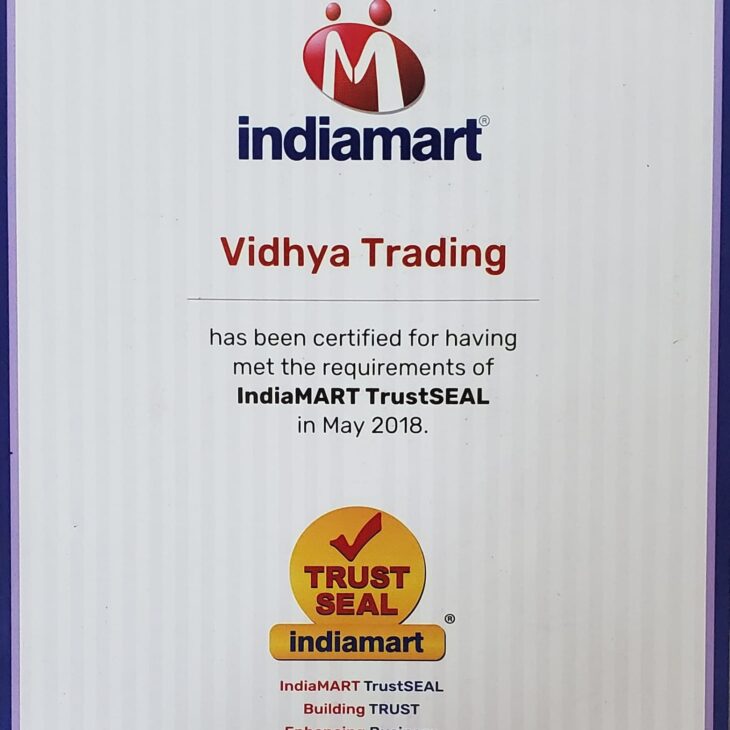 indiamart®
Vidhya Trading
has been certified for having
met the requirements of
IndiaMART TrustSEAL
in May 2018.
TRUST
SEAL
indiamart ®
IndiaMART TrustSEAL
Building TRUST